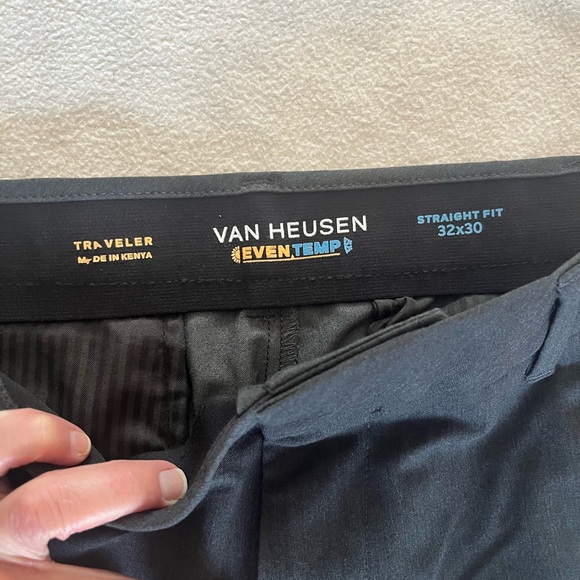 TRAVELER
MADE IN KENYA
VAN HEUSEN
EVENTEMP
STRAIGHT FIT
32x30